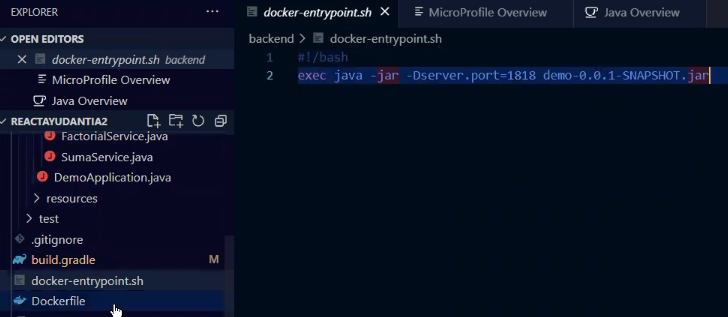 EXPLORER
OPEN EDITORS
docker-entrypoint.sh backend
MicroProfile Overview
Java Overview
REACTAYUDANTIA2
FactorialService.java
SumaService.java
DemoApplication.java
resources
test
.gitignore
build.gradle M
docker-entrypoint.sh
Dockerfile
docker-entrypoint.sh MicroProfile Overview Java Overview
backend > docker-entrypoint.sh
1 #!/bash
2 exec java -jar -Dserver.port=1818 demo-0.0.1-SNAPSHOT.jar